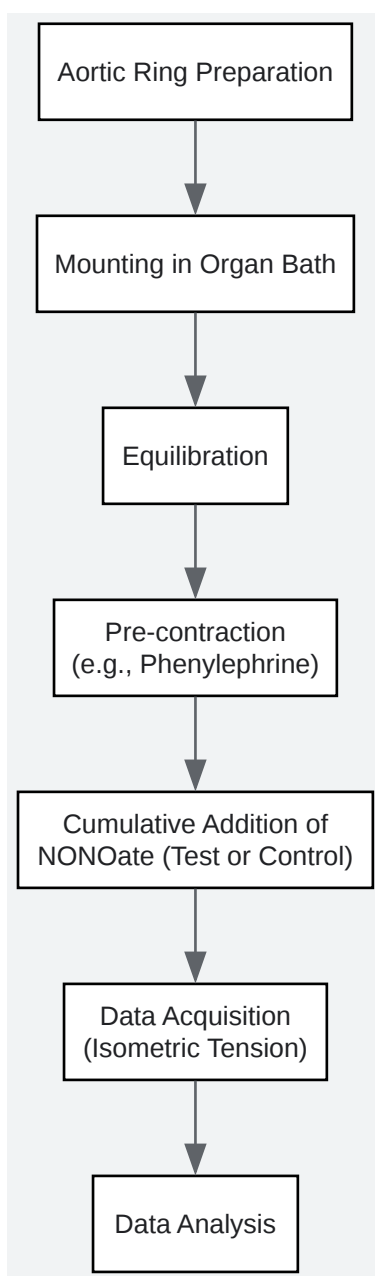 Aortic Ring Preparation
Mounting in Organ Bath
Equilibration
Pre-contraction
(e.g., Phenylephrine)
Cumulative Addition of
NONOate (Test or Control)
Data Acquisition
(Isometric Tension)
Data Analysis